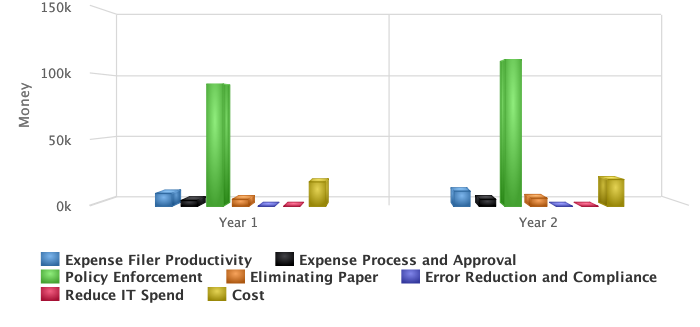 150k
100k
50k
0k
Money
Year 1
Year 2
Expense Filer Productivity
Expense Process and Approval
Policy Enforcement
Eliminating Paper
Error Reduction and Compliance
Reduce IT Spend
Cost